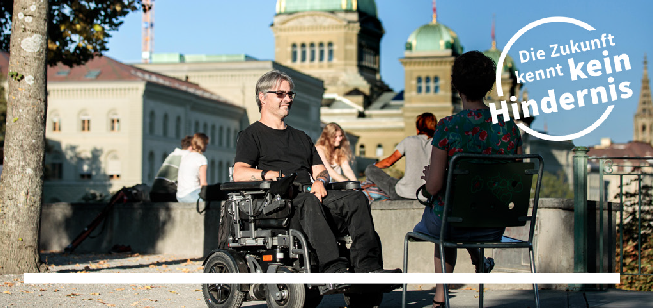 Die Zukunft
kennt kein
Hindernis